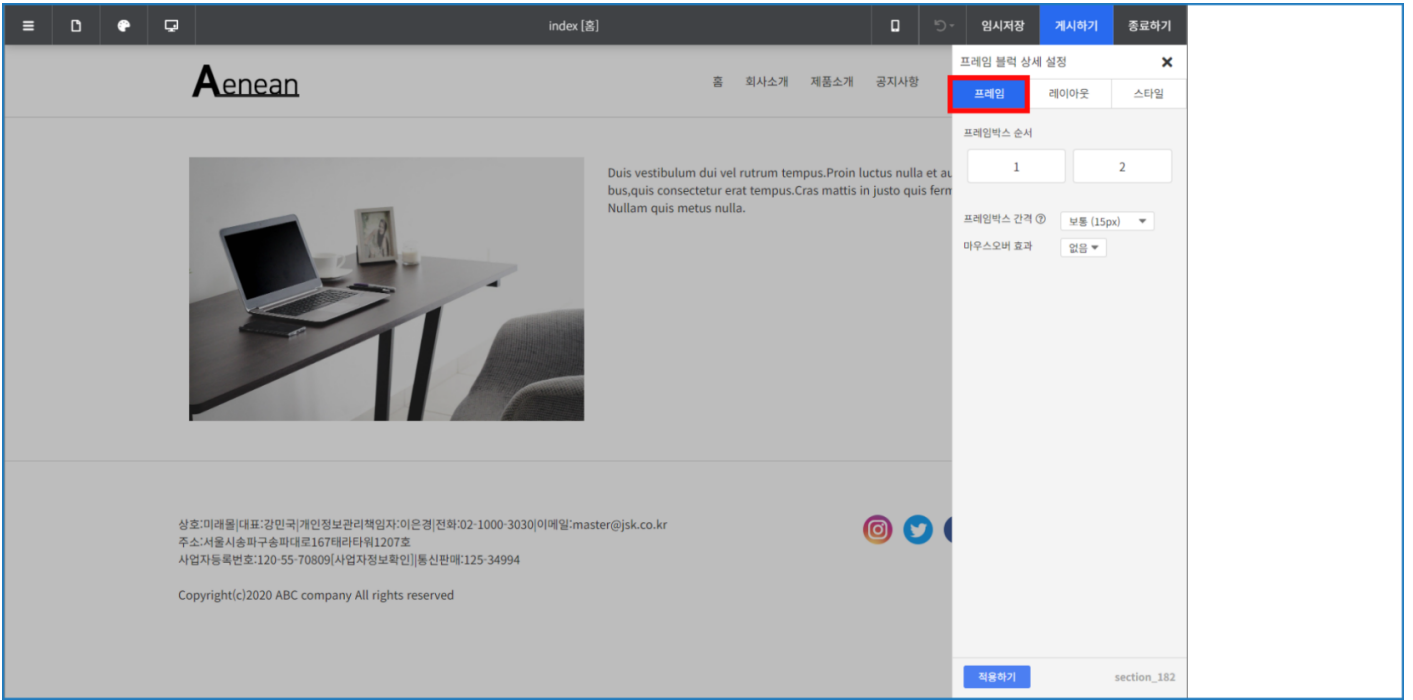 index [홈]
임시저장
게시하기
종료하기
Aenean
홈 회사소개 제품소개 공지사항
프레임 블럭 상세 설정
프레임 레이아웃 스타일
프레임박스 순서
1 2
프레임박스 간격 ? 보통 (15px)
마우스오버 효과 없음
Duis vestibulum dui vel rutrum tempus.Proin luctus nulla et au
bus,quis consectetur erat tempus.Cras mattis in justo quis ferm
Nullam quis metus nulla.
상호:미래몰|대표:강민국|개인정보관리책임자:이은경|전화:02-1000-3030|이메일:master@jsk.co.kr
주소:서울시송파구송파대로167태라타워1207호
사업자등록번호:120-55-70809[사업자정보확인]|통신판매:125-34994
Copyright(c)2020 ABC company All rights reserved
적용하기 section_182